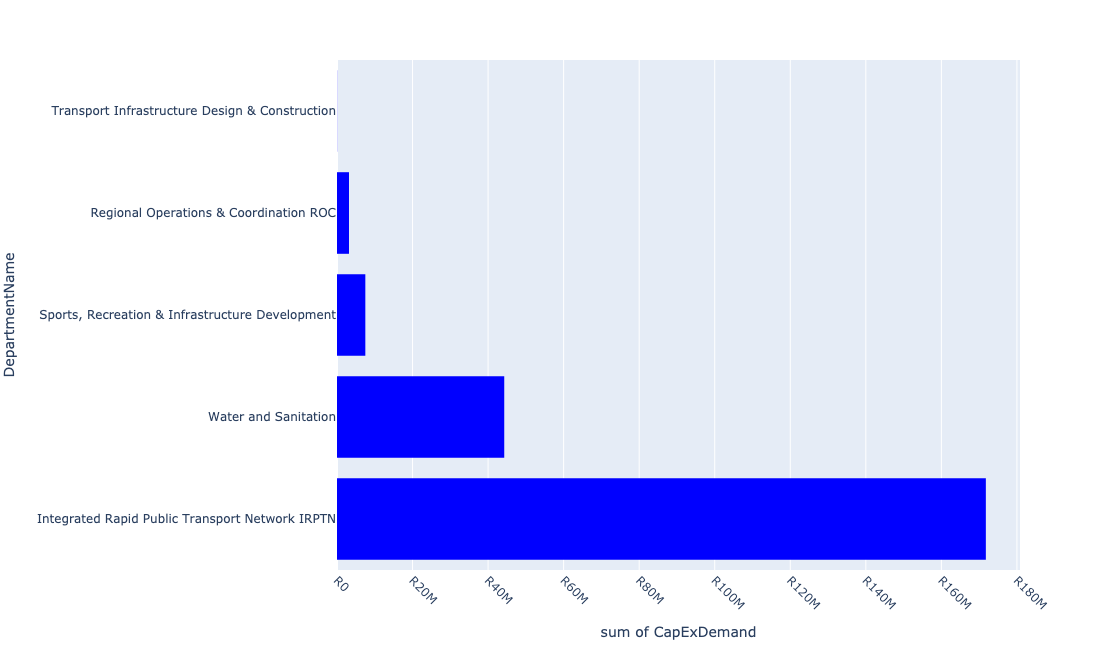 DepartmentName
Transport Infrastructure Design & Construction
Regional Operations & Coordination ROC
Sports, Recreation & Infrastructure Development
Water and Sanitation
Integrated Rapid Public Transport Network IRPTN
R0
R20M
R40M
R60M
R80M
R100M
R120M
R140M
R160M
R180M
sum of CapExDemand